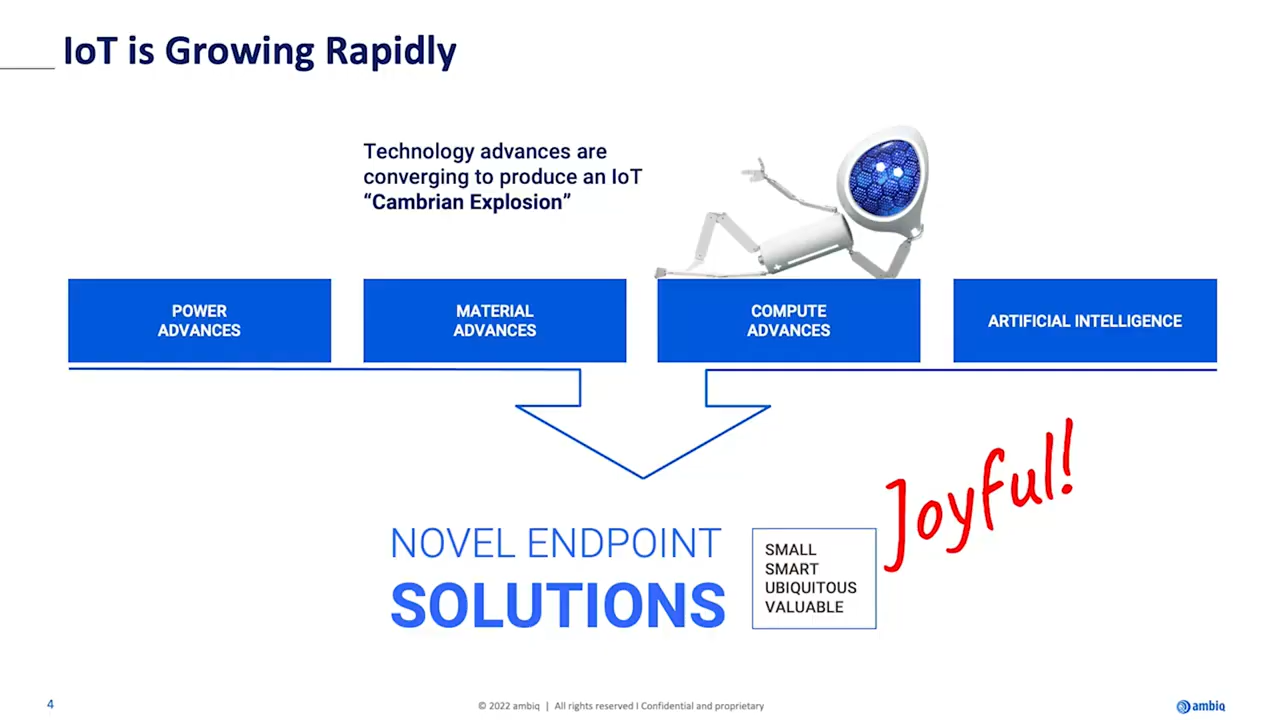 IoT is Growing Rapidly
Technology advances are
converging to produce an IoT
“Cambrian Explosion”
POWER
ADVANCES
MATERIAL
ADVANCES
COMPUTE
ADVANCES
ARTIFICIAL INTELLIGENCE
Joyful!
NOVEL ENDPOINT
SOLUTIONS
SMALL
SMART
UBIQUITOUS
VALUABLE
4
© 2022 ambiq | All rights reserved I Confidential and proprietary
ambiq